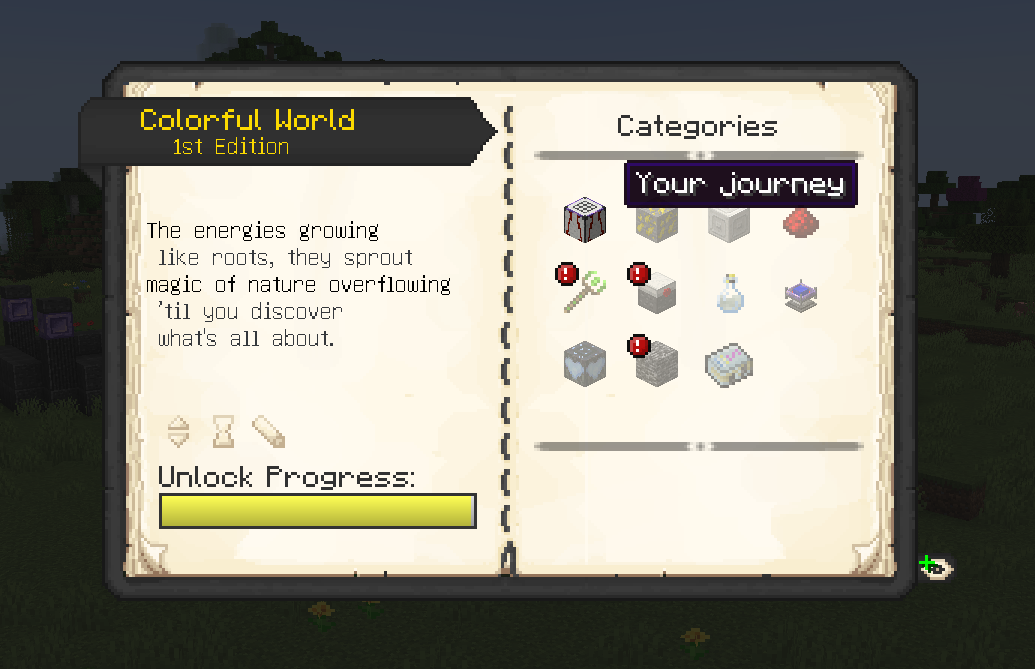 Colorful World
1st Edition
The energies growing
like roots, they sprout
magic of nature overflowing
'til you discover
what's all about.
Unlock Progress:
Categories
Your journey
!
!
!